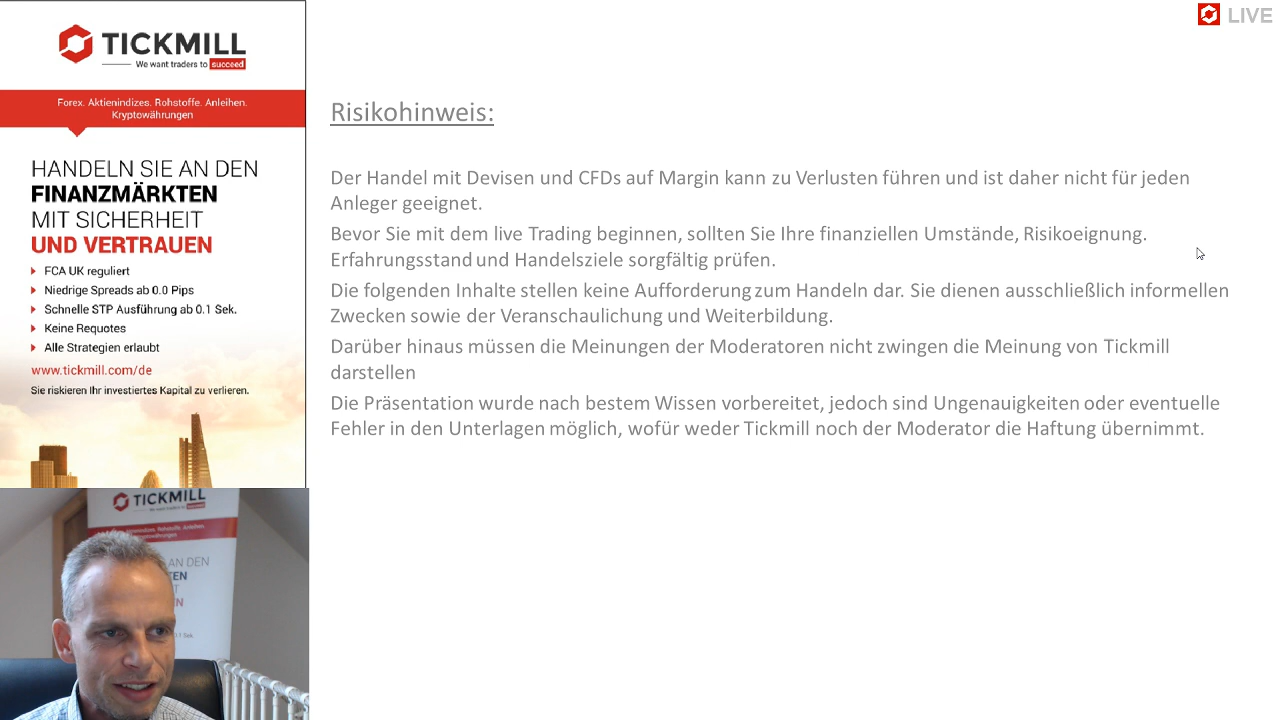 TICKMILL
We want traders to succeed
Forex. Aktienindizes. Rohstoffe. Anleihen.
Kryptowährungen
HANDELN SIE AN DEN
FINANZMÄRKTEN
MIT SICHERHEIT
UND VERTRAUEN
FCA UK reguliert
Niedrige Spreads ab 0.0 Pips
Schnelle STP Ausführung ab 0.1 Sek.
Keine Requotes
Alle Strategien erlaubt
www.tickmill.com/de
Sie riskieren Ihr investiertes Kapital zu verlieren.
LIVE
Risikohinweis:
Der Handel mit Devisen und CFDs auf Margin kann zu Verlusten führen und ist daher nicht für jeden
Anleger geeignet.
Bevor Sie mit dem live Trading beginnen, sollten Sie Ihre finanziellen Umstände, Risikoeignung.
Erfahrungsstand und Handelsziele sorgfältig prüfen.
Die folgenden Inhalte stellen keine Aufforderung zum Handeln dar. Sie dienen ausschließlich informellen
Zwecken sowie der Veranschaulichung und Weiterbildung.
Darüber hinaus müssen die Meinungen der Moderatoren nicht zwingen die Meinung von Tickmill
darstellen
Die Präsentation wurde nach bestem Wissen vorbereitet, jedoch sind Ungenauigkeiten oder eventuelle
Fehler in den Unterlagen möglich, wofür weder Tickmill noch der Moderator die Haftung übernimmt.
TICKMILL
AN DEN